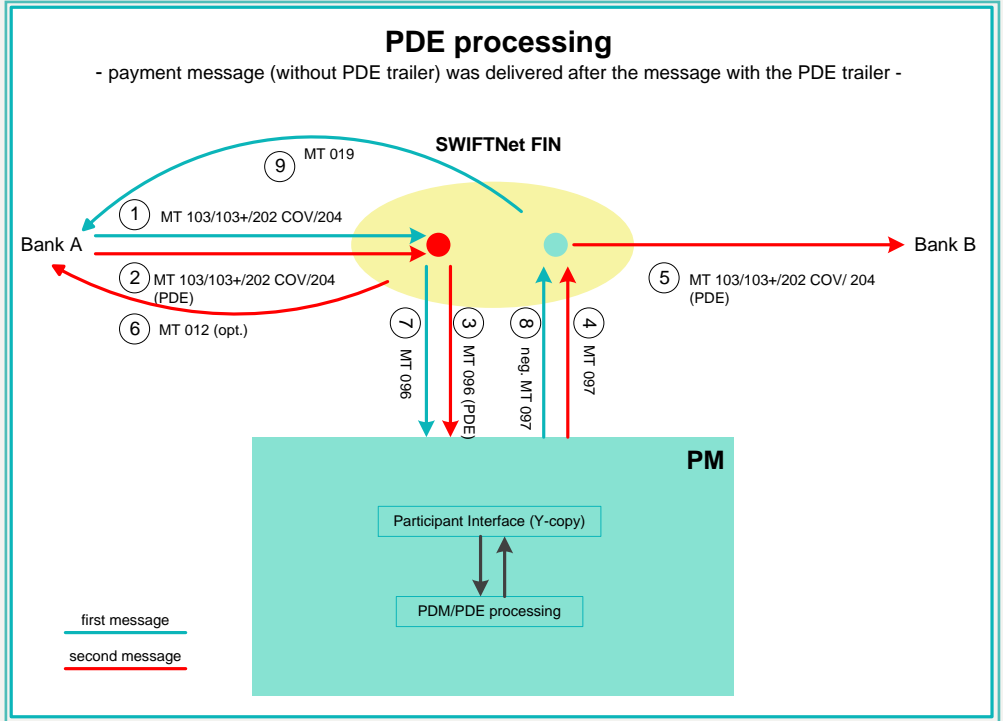 PDE processing
- payment message (without PDE trailer) was delivered after the message with the PDE trailer -
SWIFTNet FIN
9 MT 019
1 MT 103/103+/202 COV/204
Bank A
Bank B
2 MT 103/103+/202 COV/204
(PDE)
5 MT 103/103+/202 COV/ 204
(PDE)
6 MT 012 (opt.)
7 MT 096
3 MT 096 (PDE)
8 neg. MT 097
4 MT 097
PM
Participant Interface (Y-copy)
PDM/PDE processing
first message
second message